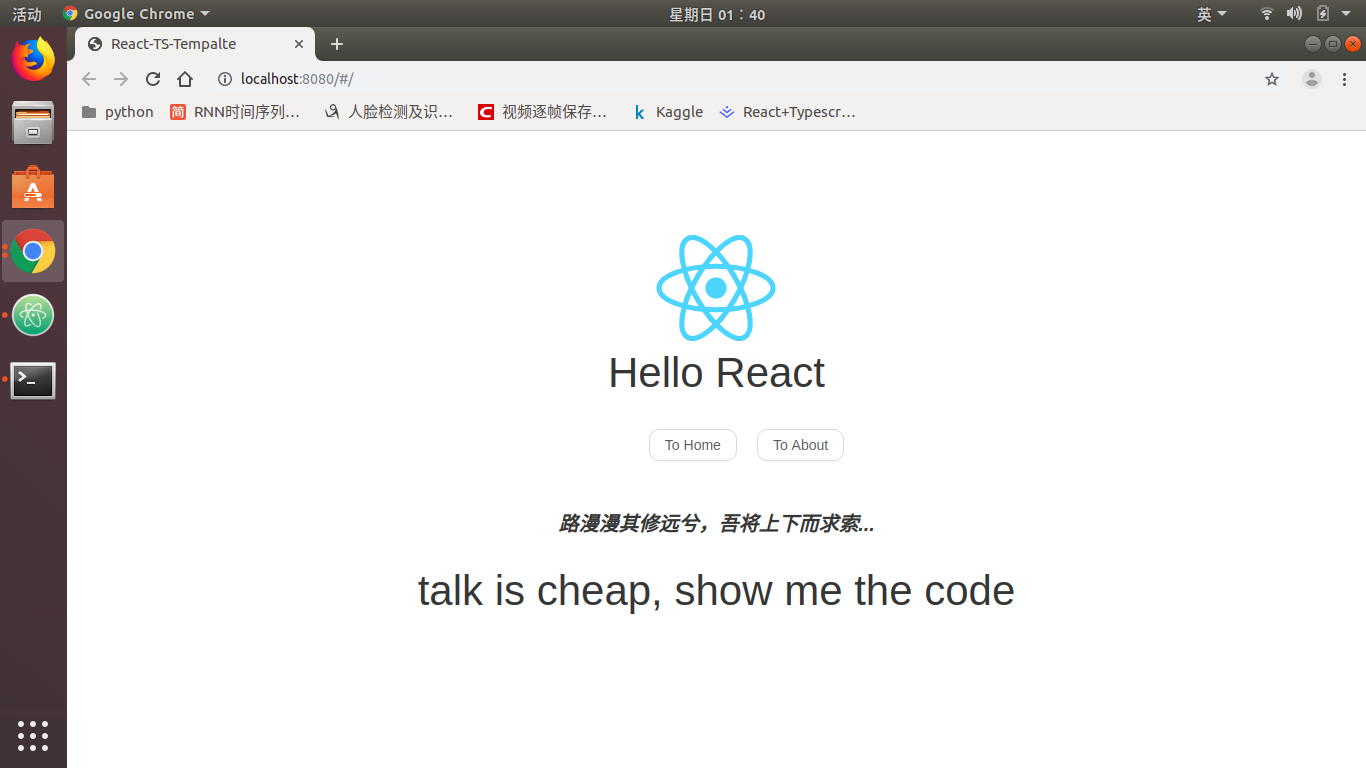 活动 Google Chrome 星期日 01：40 英
React-TS-Tempalte
localhost:8080/#/
python 简 RNN时间序列… 人脸检测及识… C 视频逐帧保存… k Kaggle React+Typescr…
Hello React
To Home To About
路漫漫其修远兮，吾将上下而求索...
talk is cheap, show me the code